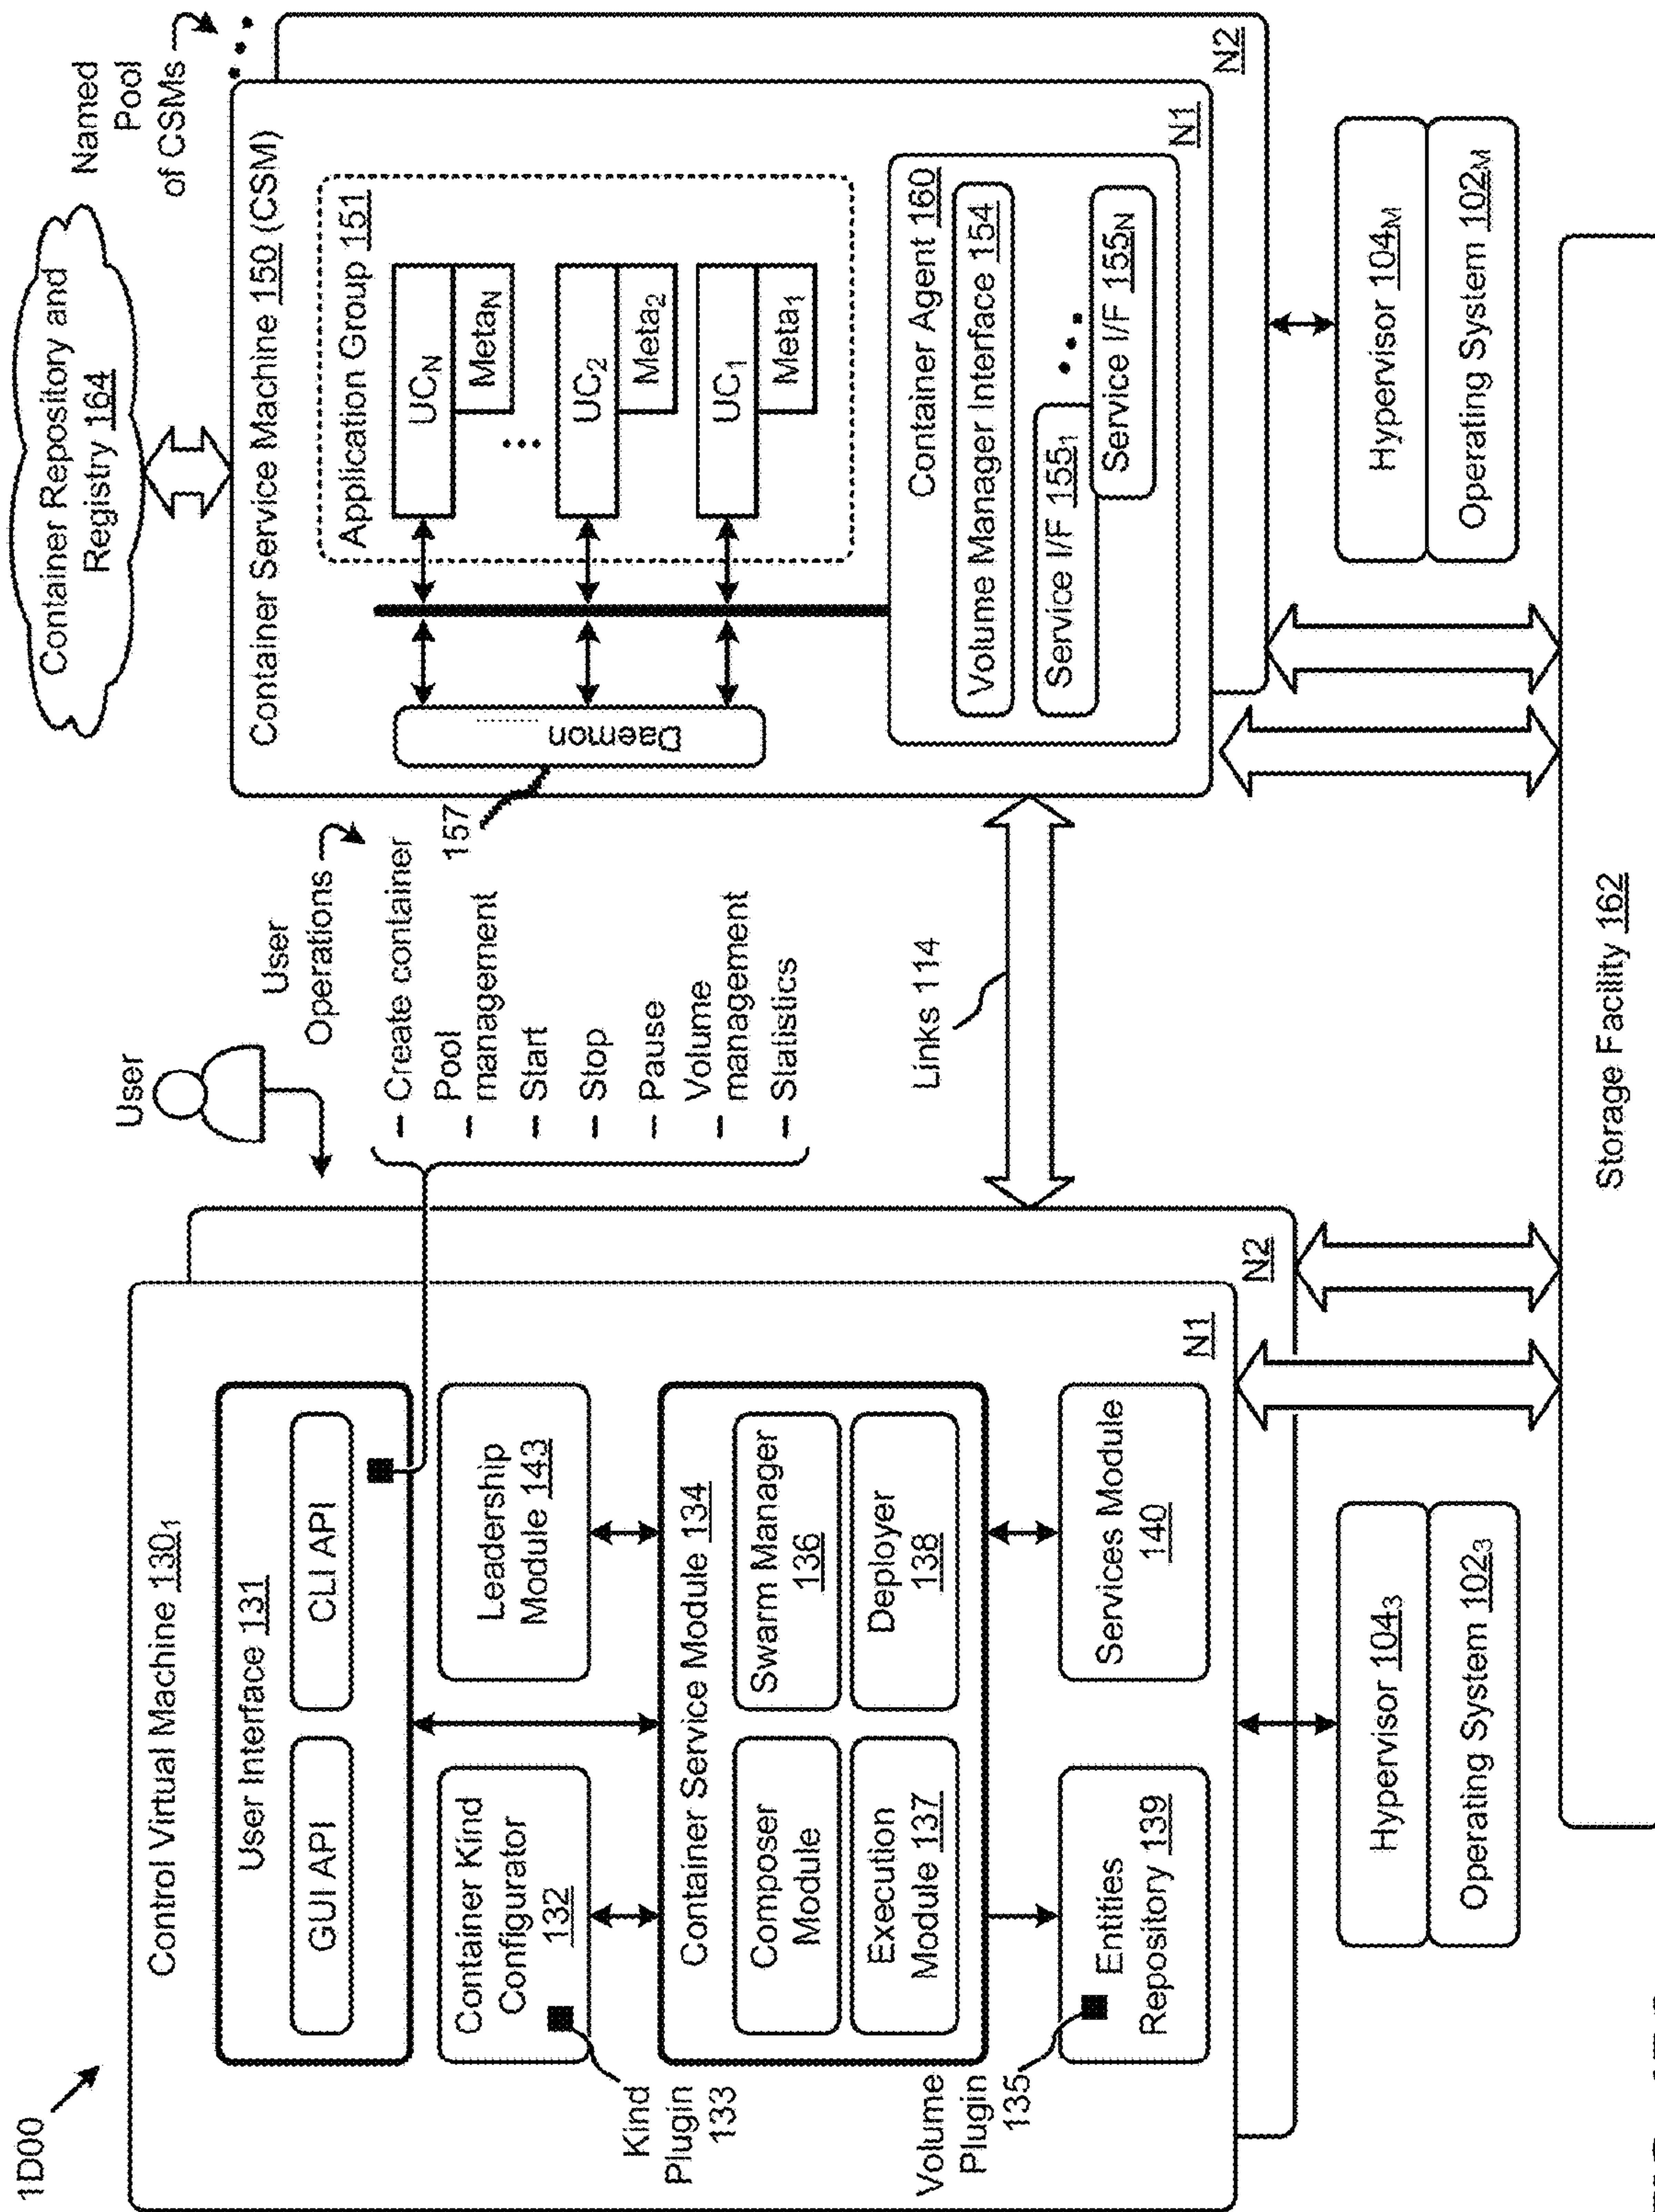 1D00
Control Virtual Machine 130₁
User Interface 131
GUI API
CLI API
Container Kind
Configurator
132
Leadership
Module 143
Kind
Plugin
133
Container Service Module 134
Composer
Module
Swarm Manager
136
Execution
Module 137
Deployer
138
Volume
Plugin
135
Entities
Repository 139
Services Module
140
N1
N2
Hypervisor 104₃
Operating System 102₃
User
User
Operations
– Create container
– Pool
management
– Start
– Stop
– Pause
– Volume
management
– Statistics
Links 114
Container Repository and
Registry 164
Named
Pool
of CSMs
Container Service Machine 150 (CSM)
157
Daemon
Application Group 151
UCN
MetaN
UC₂
Meta₂
UC₁
Meta₁
Container Agent 160
Volume Manager Interface 154
Service I/F 155₁
Service I/F 155N
N1
N2
Hypervisor 104M
Operating System 102M
Storage Facility 162